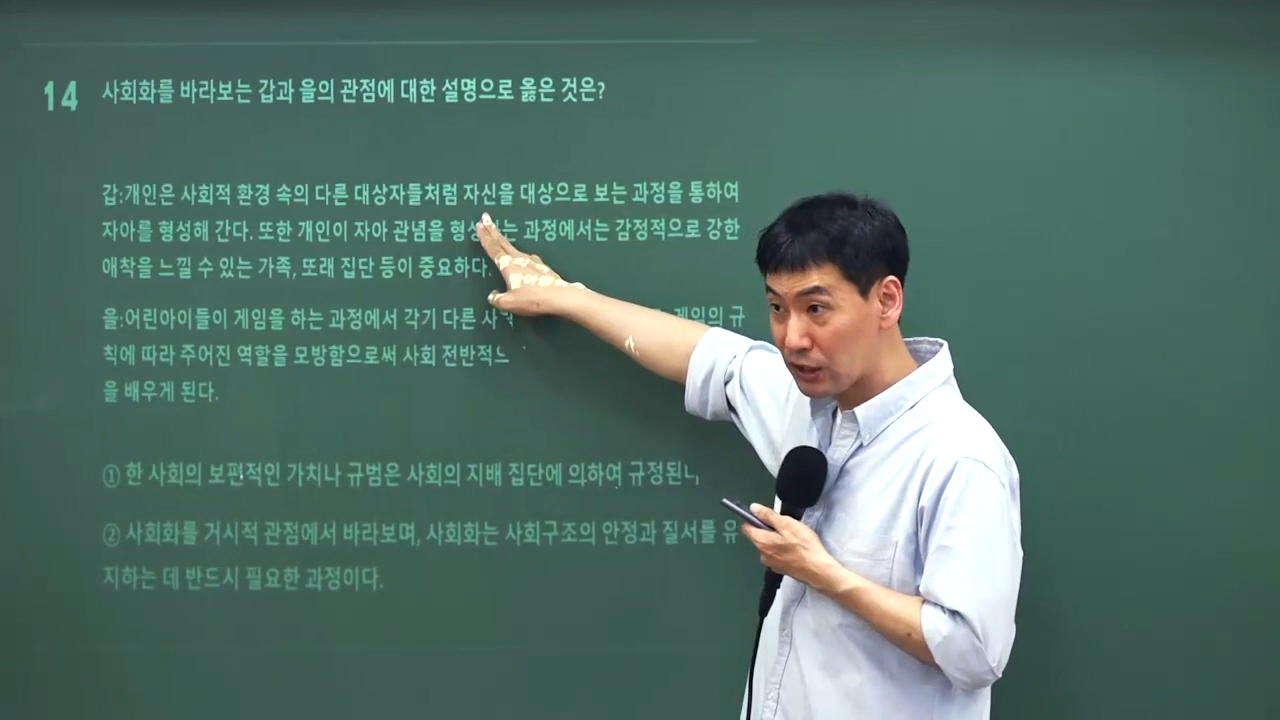 14 사회화를 바라보는 갑과 을의 관점에 대한 설명으로 옳은 것은?
갑:개인은 사회적 환경 속의 다른 대상자들처럼 자신을 대상으로 보는 과정을 통하여
자아를 형성해 간다. 또한 개인이 자아 관념을 과정에서는 감정적으로 강한
애착을 느낄 수 있는 가족, 또래 집단 등이 중요하다.
을:어린아이들이 게임을 하는 과정에서 각기 다른 게임의 규
칙에 따라 주어진 역할을 모방함으로써 사회
을 배우게 된다.
① 한 사회의 보편적인 가치나 규범은 사회의 지배 집단에 의하여
② 사회화를 거시적 관점에서 바라보며, 사회화는 사회구조의 안정과 질서를 유
지하는 데 반드시 필요한 과정이다.